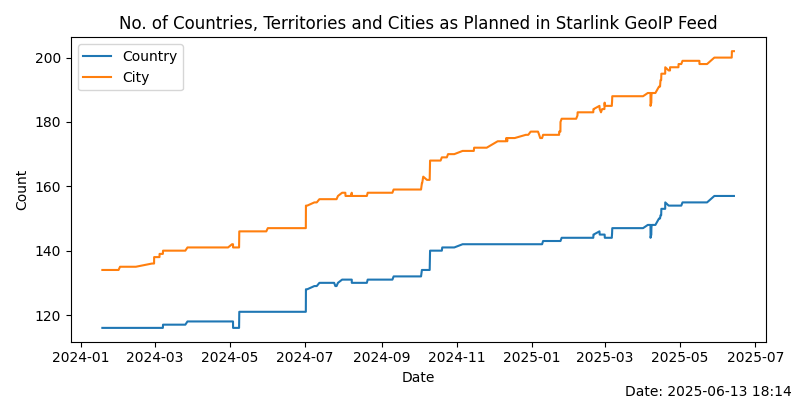 No. of Countries, Territories and Cities as Planned in Starlink GeoIP Feed
Country
City
200
180
160
140
120
Count
2024-01 2024-03 2024-05 2024-07 2024-09 2024-11 2025-01 2025-03 2025-05 2025-07
Date
Date: 2025-06-13 18:14